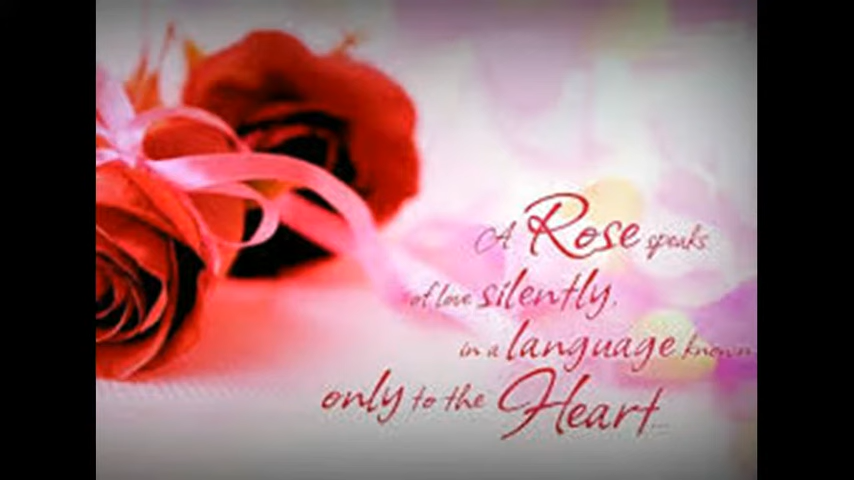 A Rose speaks
of love silently,
in a language known
only to the Heart...